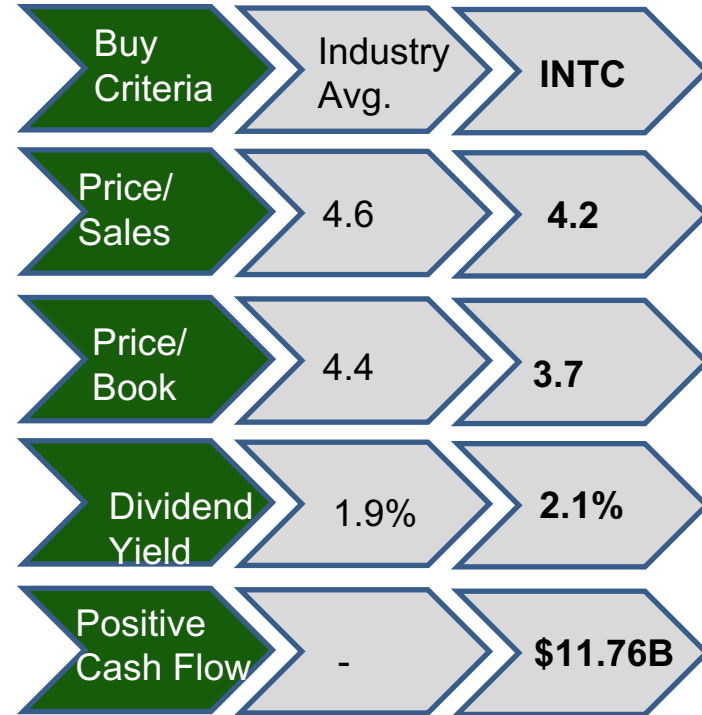 Buy
Criteria
Industry
Avg.
INTC
Price/
Sales
4.6
4.2
Price/
Book
4.4
3.7
Dividend
Yield
1.9%
2.1%
Positive
Cash Flow
-
$11.76B